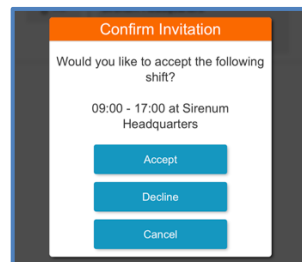 Confirm Invitation
Would you like to accept the following
shift?
09:00 - 17:00 at Sirenum
Headquarters
Accept
Decline
Cancel